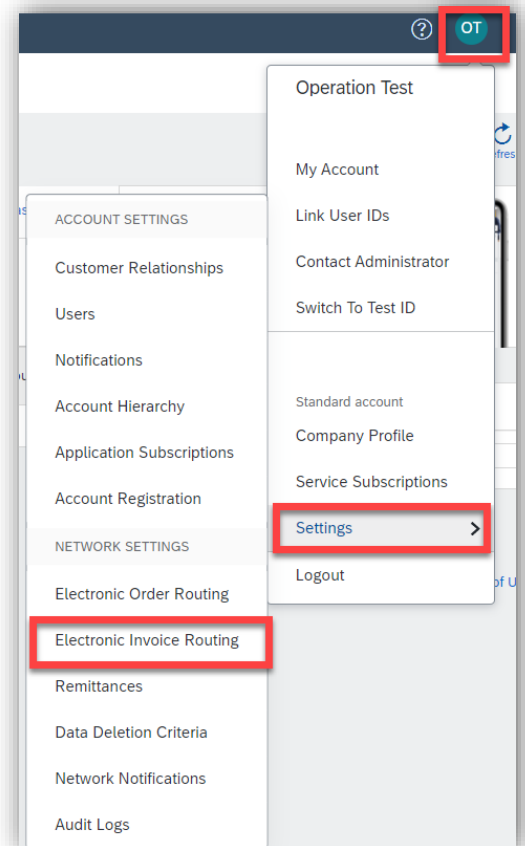 OT
Operation Test
My Account
Link User IDs
Contact Administrator
Switch To Test ID
Standard account
Company Profile
Service Subscriptions
Settings
Logout
ACCOUNT SETTINGS
Customer Relationships
Users
Notifications
Account Hierarchy
Application Subscriptions
Account Registration
NETWORK SETTINGS
Electronic Order Routing
Electronic Invoice Routing
Remittances
Data Deletion Criteria
Network Notifications
Audit Logs